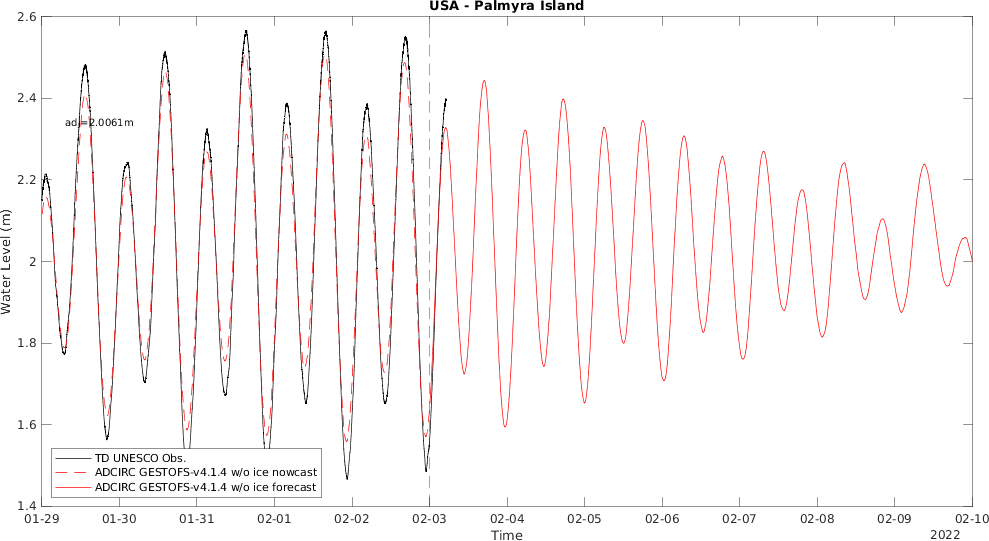 USA - Palmyra Island
2.6
2.4
2.2
2
1.8
1.6
1.4
Water Level (m)
adj=2.0061m
TD UNESCO Obs.
ADCIRC GESTOFS-v4.1.4 w/o ice nowcast
ADCIRC GESTOFS-v4.1.4 w/o ice forecast
01-29 01-30 01-31 02-01 02-02 02-03 02-04 02-05 02-06 02-07 02-08 02-09 02-10
Time
2022